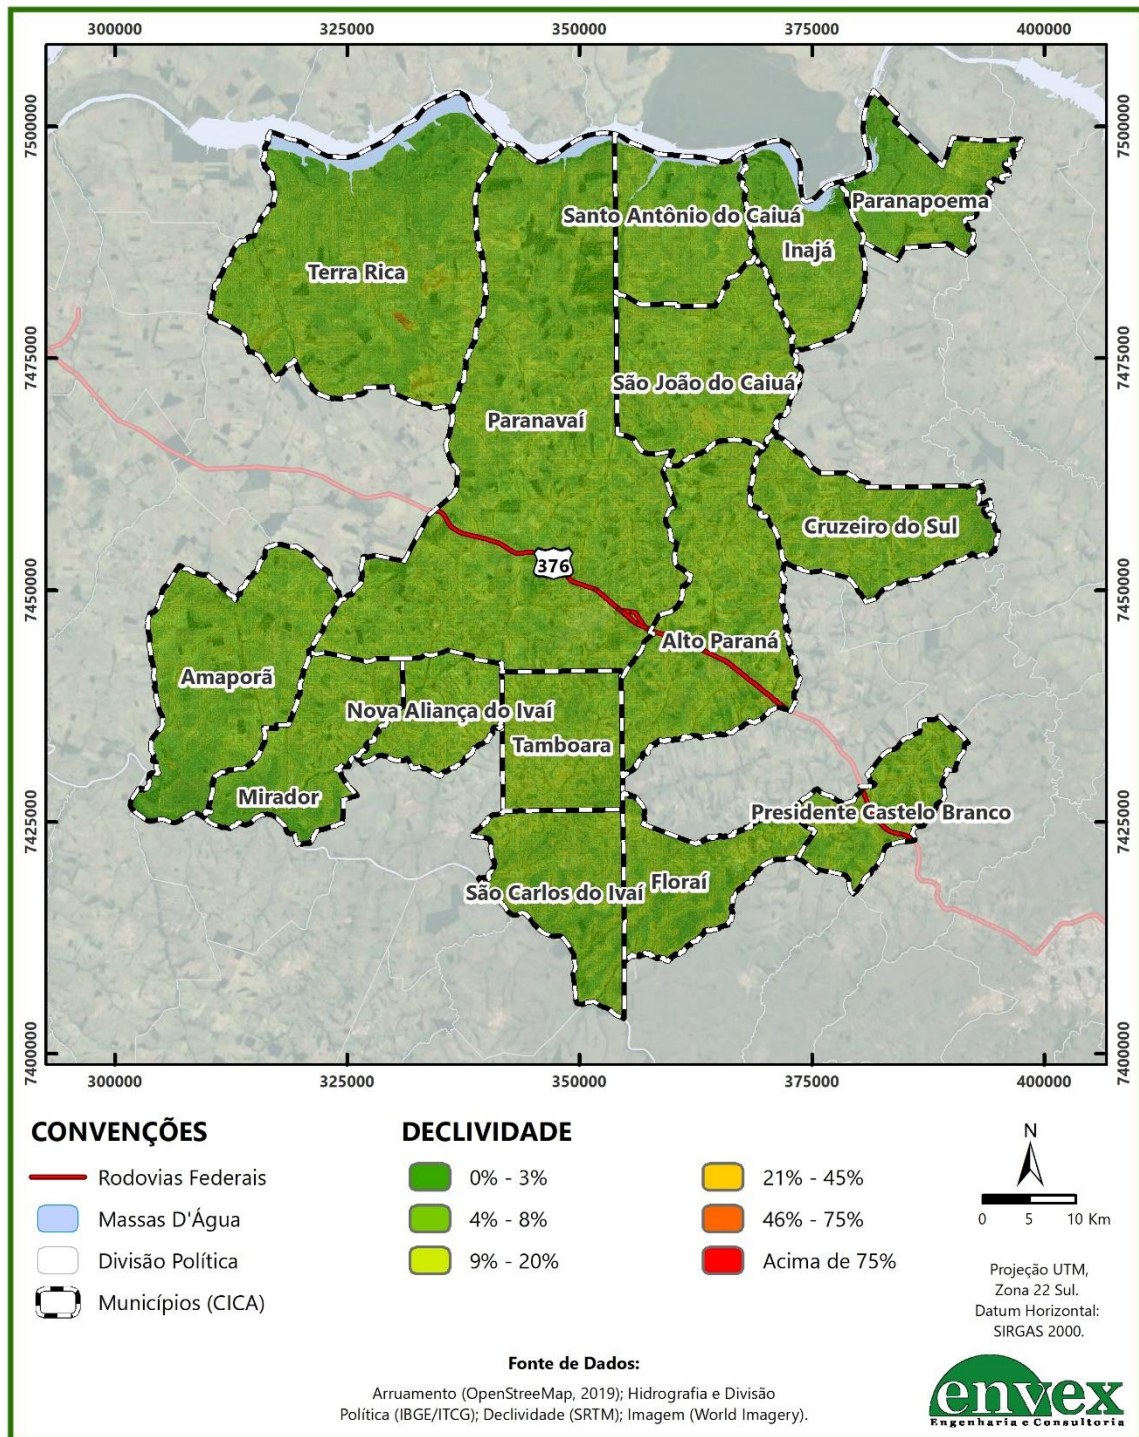 300000 325000 350000 375000 400000
7500000
7500000
Paranapoema
Santo Antônio do Caiuá
Inajá
Terra Rica
7475000
7475000
São João do Caiuá
Paranavaí
Cruzeiro do Sul
376
7450000
7450000
Alto Paraná
Amaporã
Nova Aliança do Ivaí
Tamboara
Mirador
Presidente Castelo Branco
7425000
7425000
Floraí
São Carlos do Ivaí
7400000
7400000
300000 325000 350000 375000 400000
CONVENÇÕES
Rodovias Federais
Massas D'Água
Divisão Política
Municípios (CICA)
DECLIVIDADE
0% - 3%
4% - 8%
9% - 20%
21% - 45%
46% - 75%
Acima de 75%
N
0 5 10 Km
Projeção UTM,
Zona 22 Sul.
Datum Horizontal:
SIRGAS 2000.
Fonte de Dados:
Arruamento (OpenStreeMap, 2019); Hidrografia e Divisão
Política (IBGE/ITCG); Declividade (SRTM); Imagem (World Imagery).
envex
Engenharia e Consultoria